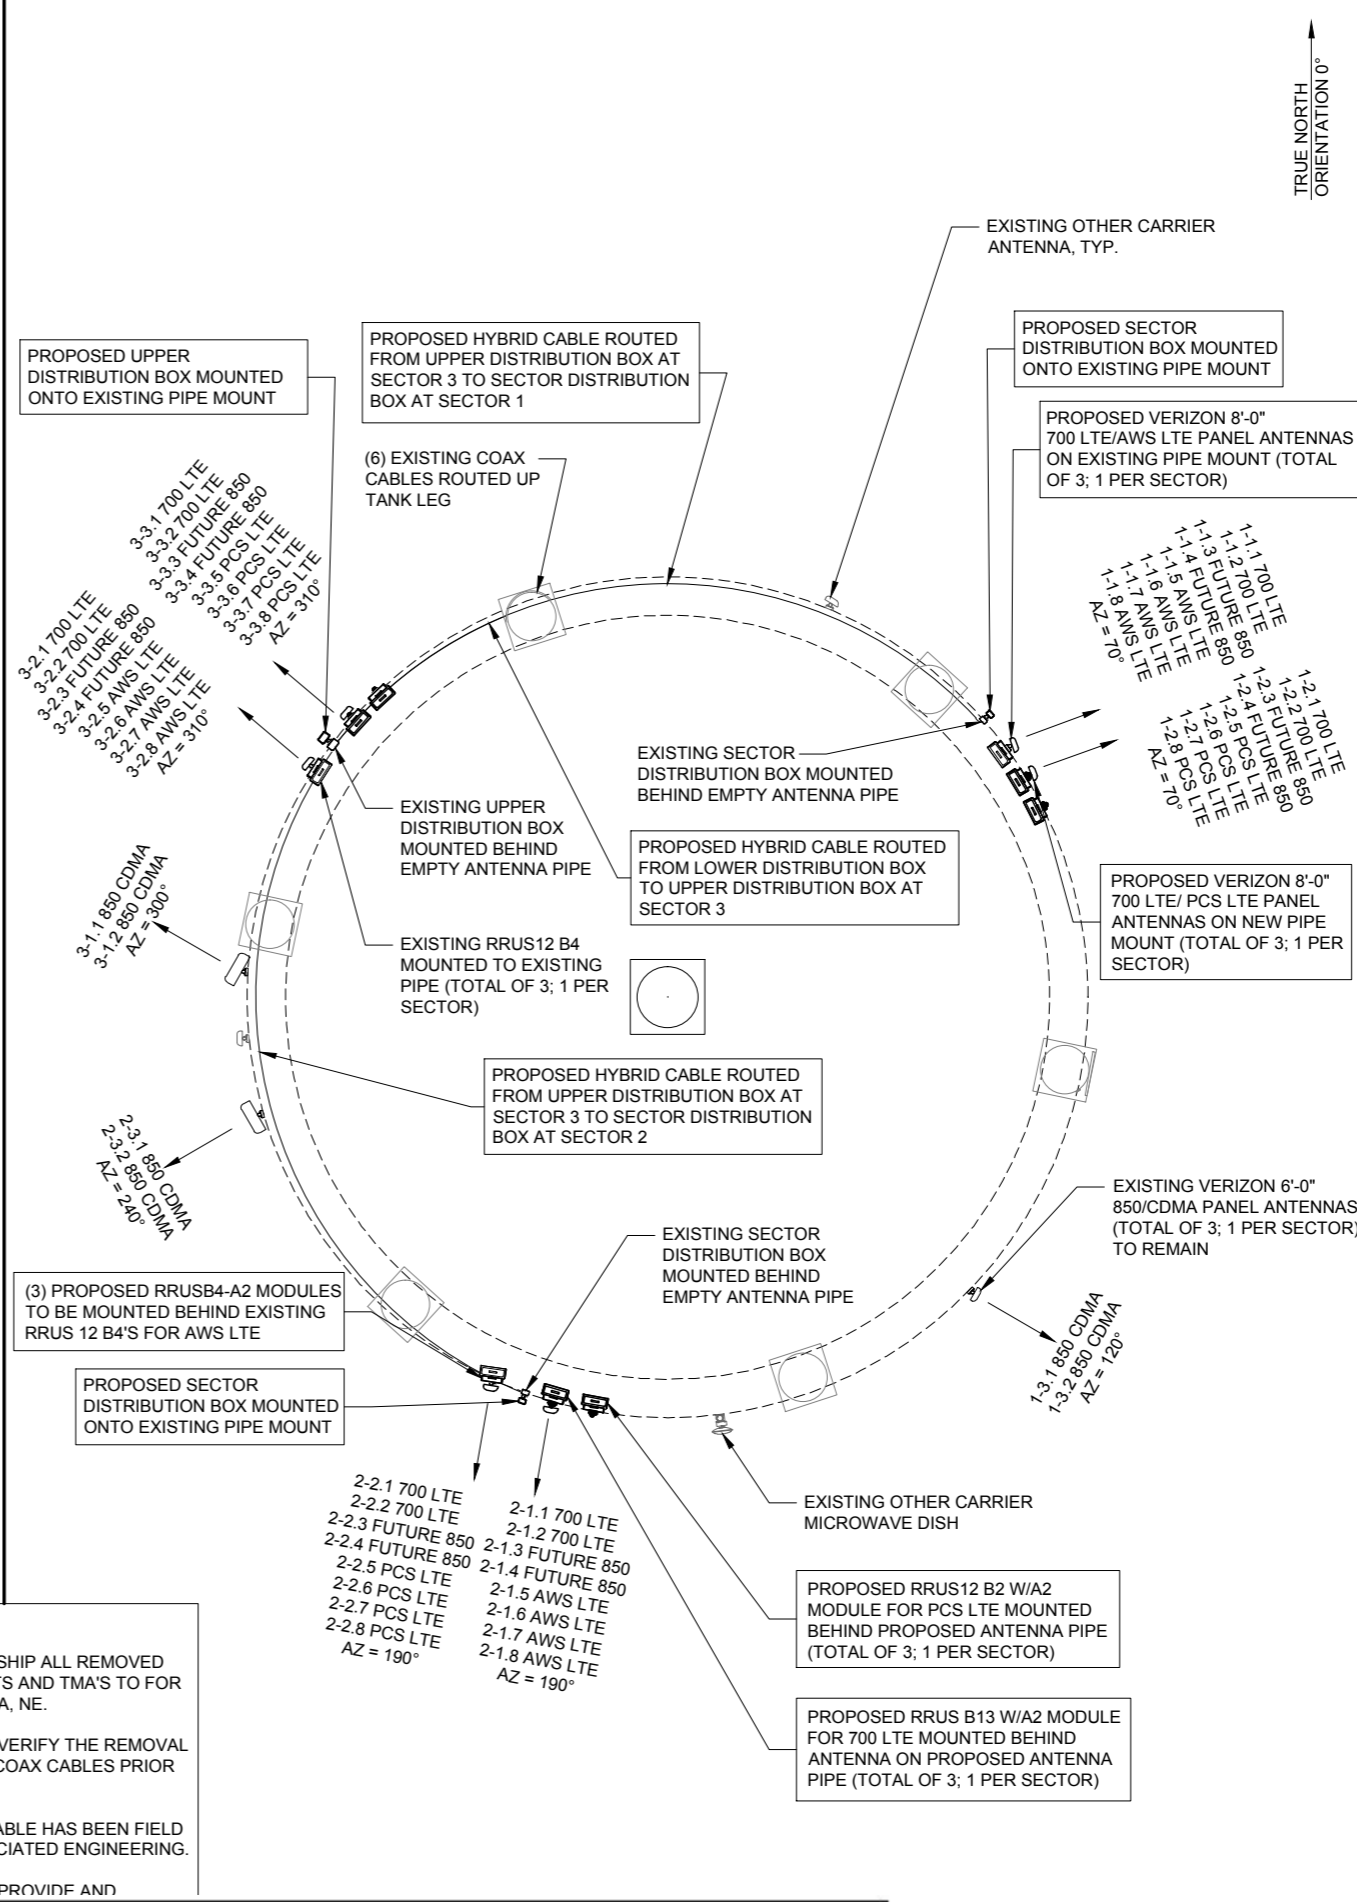 TRUE NORTH
ORIENTATION 0°
EXISTING OTHER CARRIER
ANTENNA, TYP.
PROPOSED UPPER
DISTRIBUTION BOX MOUNTED
ONTO EXISTING PIPE MOUNT
PROPOSED HYBRID CABLE ROUTED
FROM UPPER DISTRIBUTION BOX AT
SECTOR 3 TO SECTOR DISTRIBUTION
BOX AT SECTOR 1
PROPOSED SECTOR
DISTRIBUTION BOX MOUNTED
ONTO EXISTING PIPE MOUNT
PROPOSED VERIZON 8'-0"
700 LTE/AWS LTE PANEL ANTENNAS
ON EXISTING PIPE MOUNT (TOTAL
OF 3; 1 PER SECTOR)
(6) EXISTING COAX
CABLES ROUTED UP
TANK LEG
3-3.1 700 LTE
3-3.2 700 LTE
3-3.3 FUTURE 850
3-3.4 FUTURE 850
3-3.5 PCS LTE
3-3.6 PCS LTE
3-3.7 PCS LTE
3-3.8 PCS LTE
AZ = 310°
3-2.1 700 LTE
3-2.2 700 LTE
3-2.3 FUTURE 850
3-2.4 FUTURE 850
3-2.5 AWS LTE
3-2.6 AWS LTE
3-2.7 AWS LTE
3-2.8 AWS LTE
AZ = 310°
1-1.1 700 LTE
1-1.2 700 LTE
1-1.3 FUTURE 850
1-1.4 FUTURE 850
1-1.5 AWS LTE
1-1.6 AWS LTE
1-1.7 AWS LTE
1-1.8 AWS LTE
AZ = 70°
1-2.1 700 LTE
1-2.2 700 LTE
1-2.3 FUTURE 850
1-2.4 FUTURE 850
1-2.5 PCS LTE
1-2.6 PCS LTE
1-2.7 PCS LTE
1-2.8 PCS LTE
AZ = 70°
EXISTING SECTOR
DISTRIBUTION BOX MOUNTED
BEHIND EMPTY ANTENNA PIPE
EXISTING UPPER
DISTRIBUTION BOX
MOUNTED BEHIND
EMPTY ANTENNA PIPE
PROPOSED HYBRID CABLE ROUTED
FROM LOWER DISTRIBUTION BOX
TO UPPER DISTRIBUTION BOX AT
SECTOR 3
PROPOSED VERIZON 8'-0"
700 LTE/ PCS LTE PANEL
ANTENNAS ON NEW PIPE
MOUNT (TOTAL OF 3; 1 PER
SECTOR)
3-1.1 850 CDMA
3-1.2 850 CDMA
AZ = 300°
EXISTING RRUS12 B4
MOUNTED TO EXISTING
PIPE (TOTAL OF 3; 1 PER
SECTOR)
PROPOSED HYBRID CABLE ROUTED
FROM UPPER DISTRIBUTION BOX AT
SECTOR 3 TO SECTOR DISTRIBUTION
BOX AT SECTOR 2
2-3.1 850 CDMA
2-3.2 850 CDMA
AZ = 240°
EXISTING VERIZON 6'-0"
850/CDMA PANEL ANTENNAS
(TOTAL OF 3; 1 PER SECTOR)
TO REMAIN
EXISTING SECTOR
DISTRIBUTION BOX
MOUNTED BEHIND
EMPTY ANTENNA PIPE
(3) PROPOSED RRUSB4-A2 MODULES
TO BE MOUNTED BEHIND EXISTING
RRUS 12 B4'S FOR AWS LTE
1-3.1 850 CDMA
1-3.2 850 CDMA
AZ = 120°
PROPOSED SECTOR
DISTRIBUTION BOX MOUNTED
ONTO EXISTING PIPE MOUNT
2-2.1 700 LTE
2-2.2 700 LTE
2-2.3 FUTURE 850
2-2.4 FUTURE 850
2-2.5 PCS LTE
2-2.6 PCS LTE
2-2.7 PCS LTE
2-2.8 PCS LTE
AZ = 190°
2-1.1 700 LTE
2-1.2 700 LTE
2-1.3 FUTURE 850
2-1.4 FUTURE 850
2-1.5 AWS LTE
2-1.6 AWS LTE
2-1.7 AWS LTE
2-1.8 AWS LTE
AZ = 190°
EXISTING OTHER CARRIER
MICROWAVE DISH
PROPOSED RRUS12 B2 W/A2
MODULE FOR PCS LTE MOUNTED
BEHIND PROPOSED ANTENNA PIPE
(TOTAL OF 3; 1 PER SECTOR)
PROPOSED RRUS B13 W/A2 MODULE
FOR 700 LTE MOUNTED BEHIND
ANTENNA ON PROPOSED ANTENNA
PIPE (TOTAL OF 3; 1 PER SECTOR)
SHIP ALL REMOVED
TS AND TMA'S TO FOR
A, NE.
VERIFY THE REMOVAL
COAX CABLES PRIOR
ABLE HAS BEEN FIELD
CIATED ENGINEERING.
PROVIDE AND